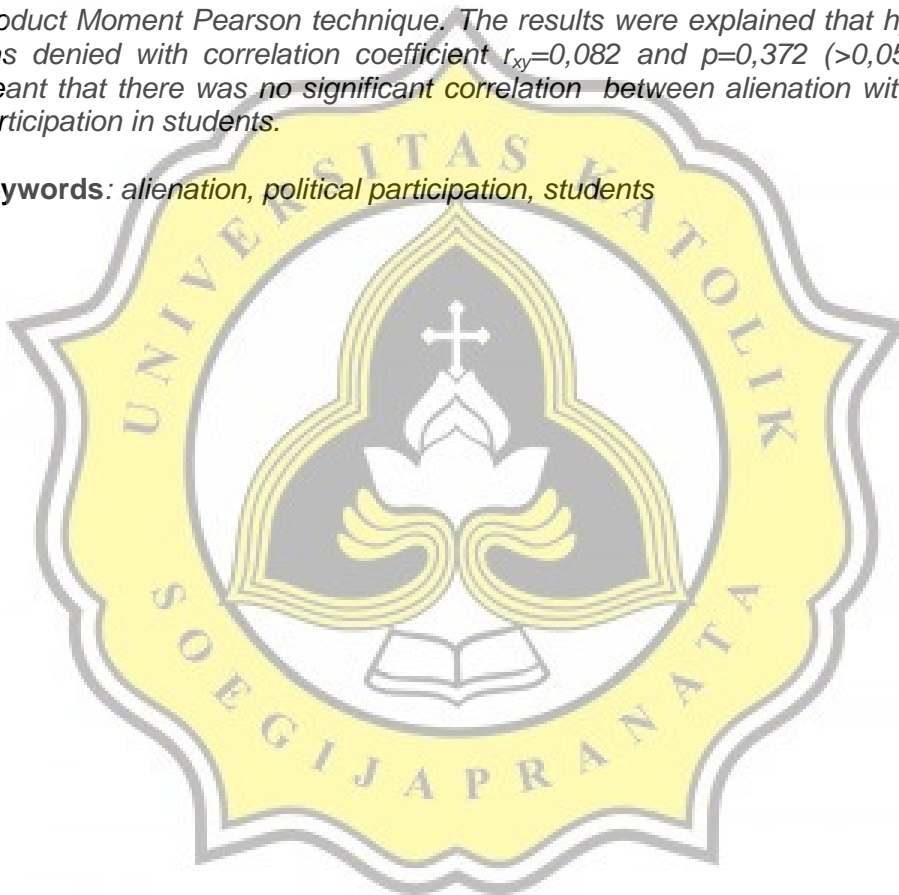 oduct Moment Pearson technique. The results were explained that h
s denied with correlation coefficient rxy=0,082 and p=0,372 (>0,05
eant that there was no significant correlation between alienation wit
rticipation in students.
ywords: alienation, political participation, students
UNIVERSITAS KATOLIK
SOEGIJAPRANATA